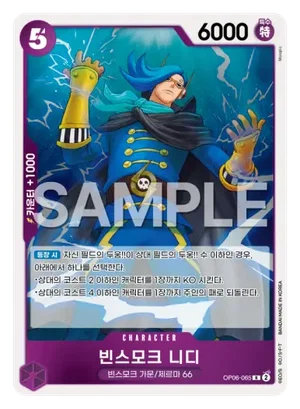 5
6000
특수
特
카운터 +1000
SAMPLE
등장 시 자신 필드의 두웅!!이 상대 필드의 두웅!! 수 이하인 경우,
아래에서 하나를 선택한다.
•상대의 코스트 2 이하인 캐릭터를 1장까지 KO 시킨다.
•상대의 코스트 4 이하인 캐릭터를 1장까지 주인의 패로 되돌린다.
CHARACTER
빈스모크 니디
빈스모크 가문/제르마 66
OP06-065 R 2